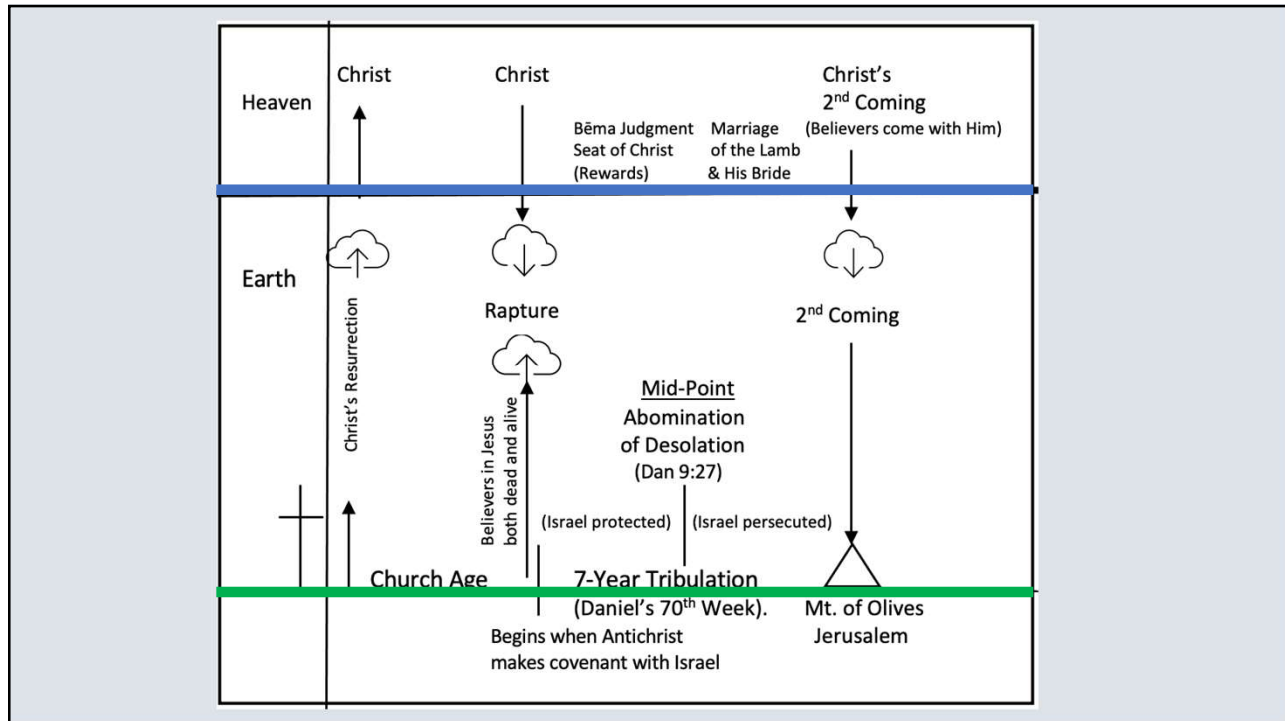 Heaven
Christ
Christ
Christ's
2nd Coming
(Believers come with Him)
Bēma Judgment
Seat of Christ
(Rewards)
Marriage
of the Lamb
& His Bride
Earth
Christ's Resurrection
Rapture
Believers in Jesus
both dead and alive
2nd Coming
Mid-Point
Abomination
of Desolation
(Dan 9:27)
(Israel protected)
(Israel persecuted)
Church Age
7-Year Tribulation
(Daniel's 70th Week).
Begins when Antichrist
makes covenant with Israel
Mt. of Olives
Jerusalem